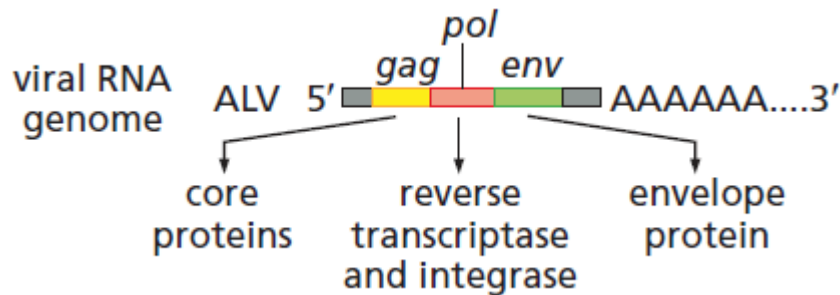 pol
gag env
viral RNA
genome
ALV 5′ AAAAAA....3′
core
proteins
reverse
transcriptase
and integrase
envelope
protein